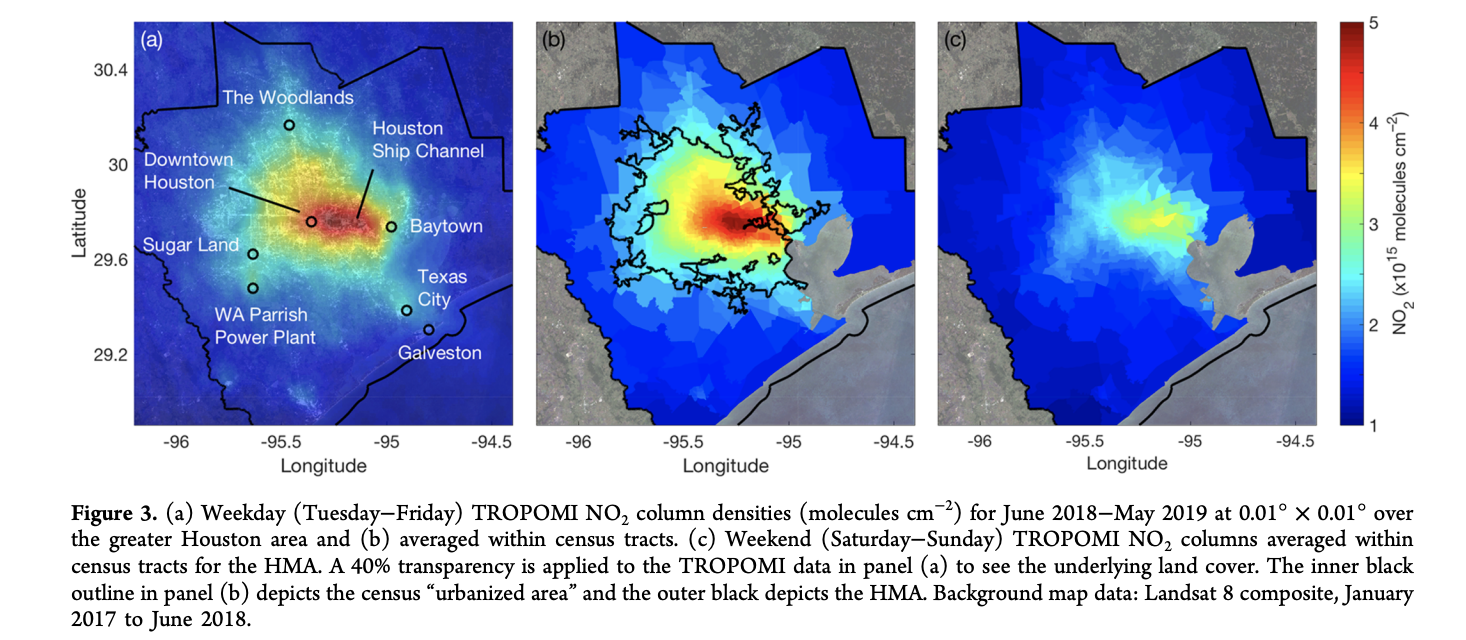 (a)
The Woodlands
Houston
Ship Channel
Downtown
Houston
Baytown
Sugar Land
Texas
City
WA Parrish
Power Plant
Galveston
30.4
30
29.6
29.2
Latitude
-96
-95.5
-95
-94.5
Longitude
(b)
-96
-95.5
-95
-94.5
Longitude
(c)
-96
-95.5
-95
-94.5
Longitude
5
4
3
2
1
NO₂ (x10¹⁵ molecules cm⁻²)
Figure 3. (a) Weekday (Tuesday−Friday) TROPOMI NO₂ column densities (molecules cm⁻²) for June 2018−May 2019 at 0.01° × 0.01° over
the greater Houston area and (b) averaged within census tracts. (c) Weekend (Saturday−Sunday) TROPOMI NO₂ columns averaged within
census tracts for the HMA. A 40% transparency is applied to the TROPOMI data in panel (a) to see the underlying land cover. The inner black
outline in panel (b) depicts the census “urbanized area” and the outer black depicts the HMA. Background map data: Landsat 8 composite, January
2017 to June 2018.